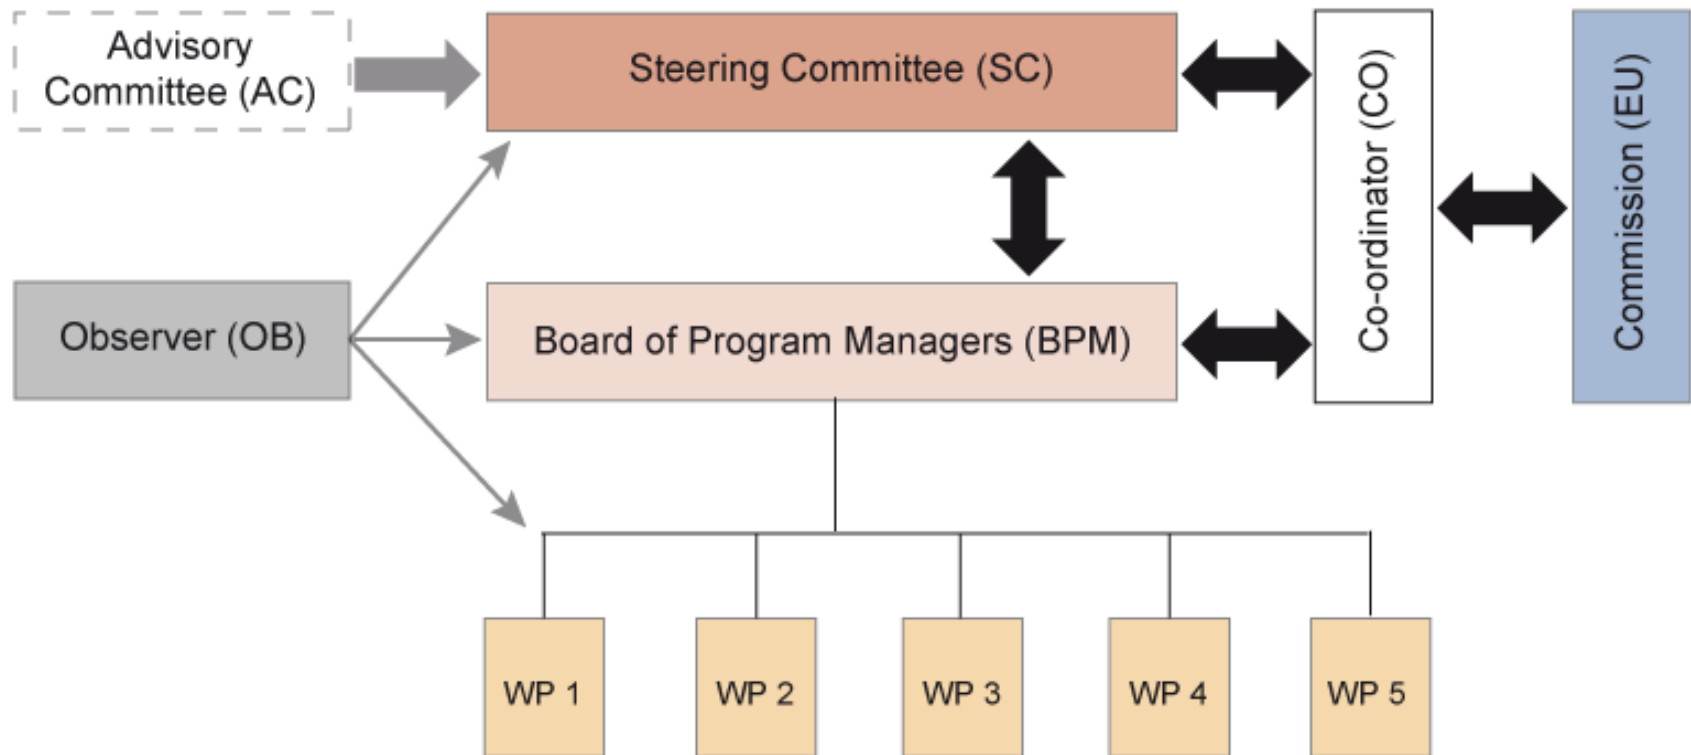 Advisory
Committee (AC)
Steering Committee (SC)
Co-ordinator (CO)
Commission (EU)
Observer (OB)
Board of Program Managers (BPM)
WP 1
WP 2
WP 3
WP 4
WP 5